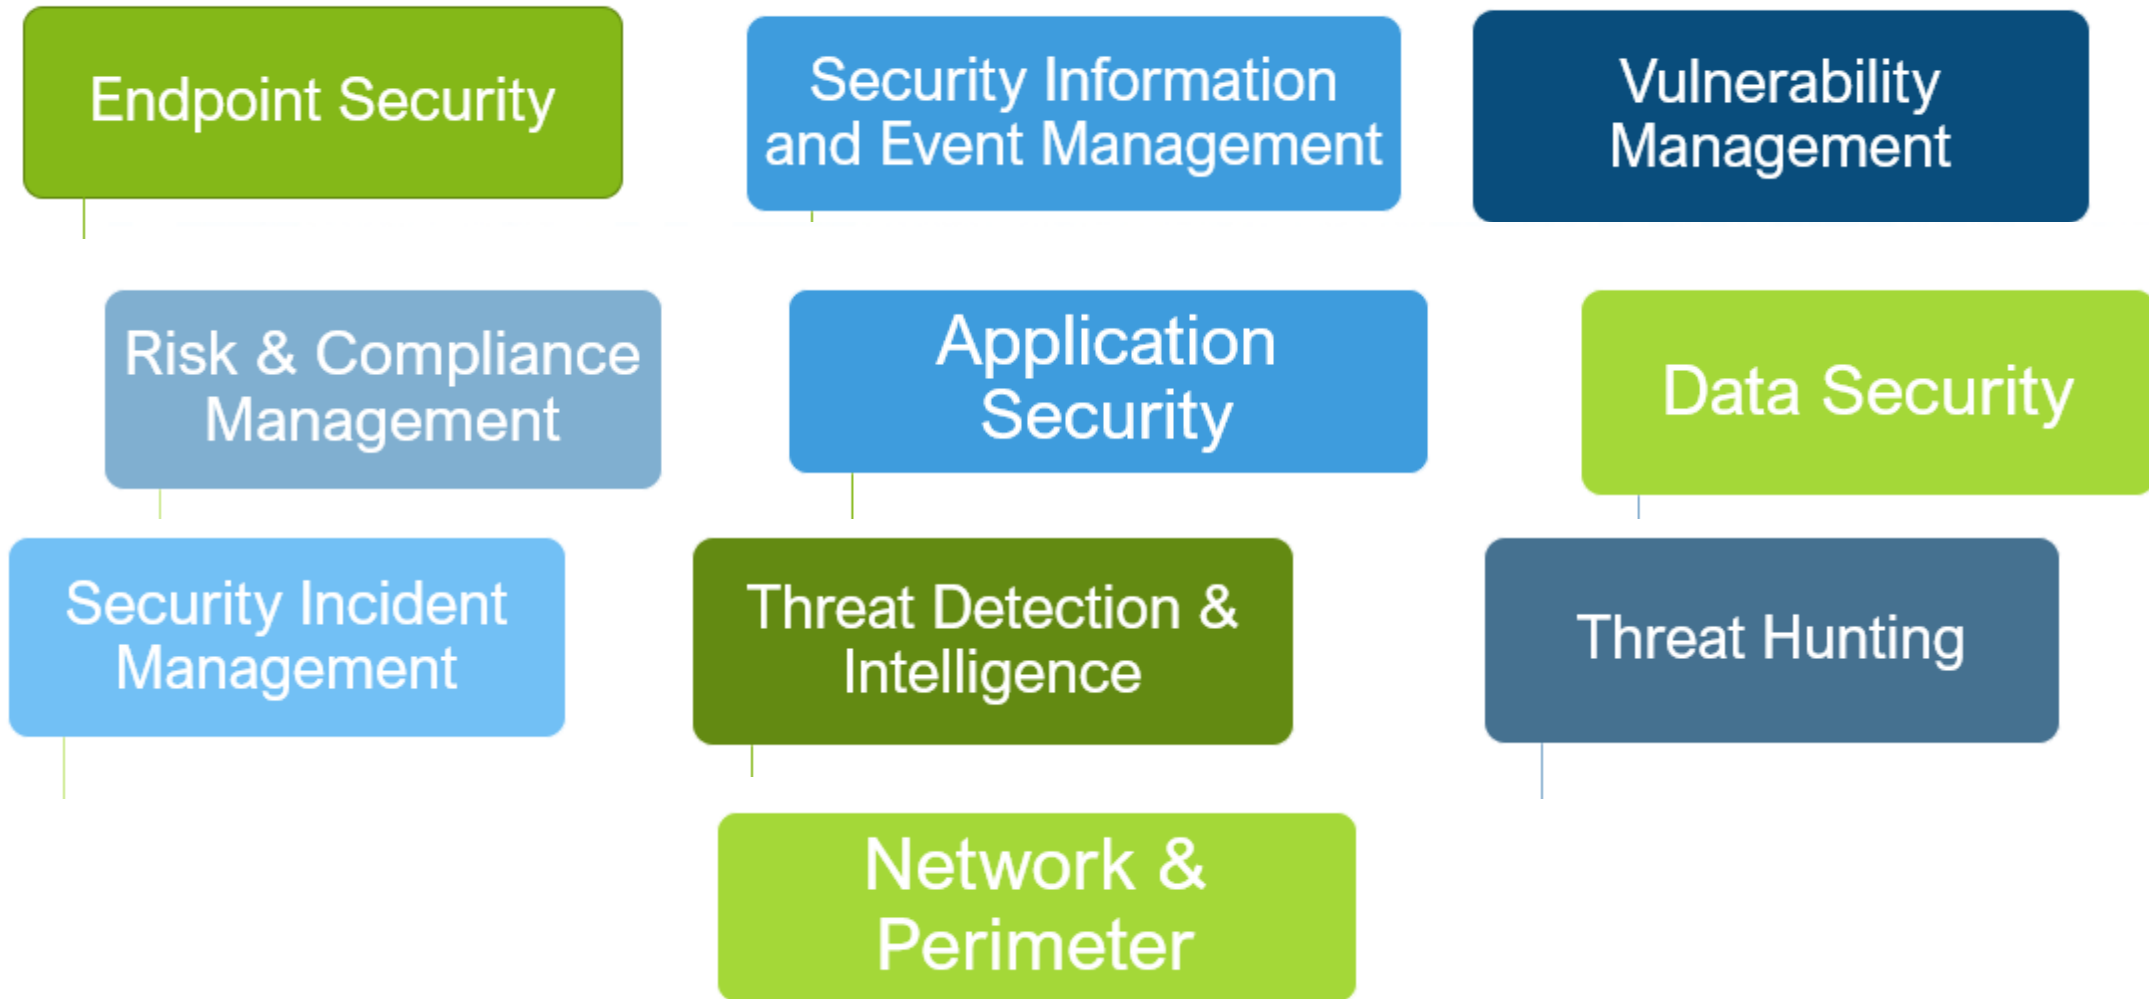 Endpoint Security
Security Information
and Event Management
Vulnerability
Management
Risk & Compliance
Management
Application
Security
Data Security
Security Incident
Management
Threat Detection &
Intelligence
Threat Hunting
Network &
Perimeter